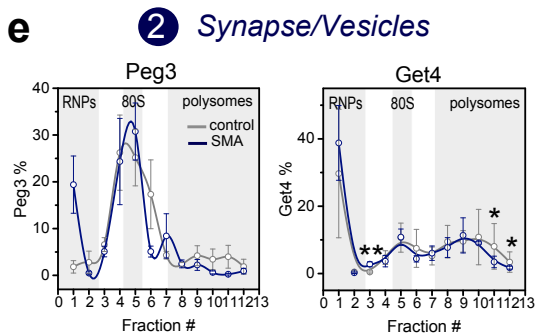 e 2 Synapse/Vesicles
Peg3
RNPs 80S polysomes
control
SMA
Peg3 %
40
30
20
10
0
0 1 2 3 4 5 6 7 8 9 10 11 12 13
Fraction #
Get4
RNPs 80S polysomes
Get4 %
50
25
0
** * *
0 1 2 3 4 5 6 7 8 9 10 11 12 13
Fraction #